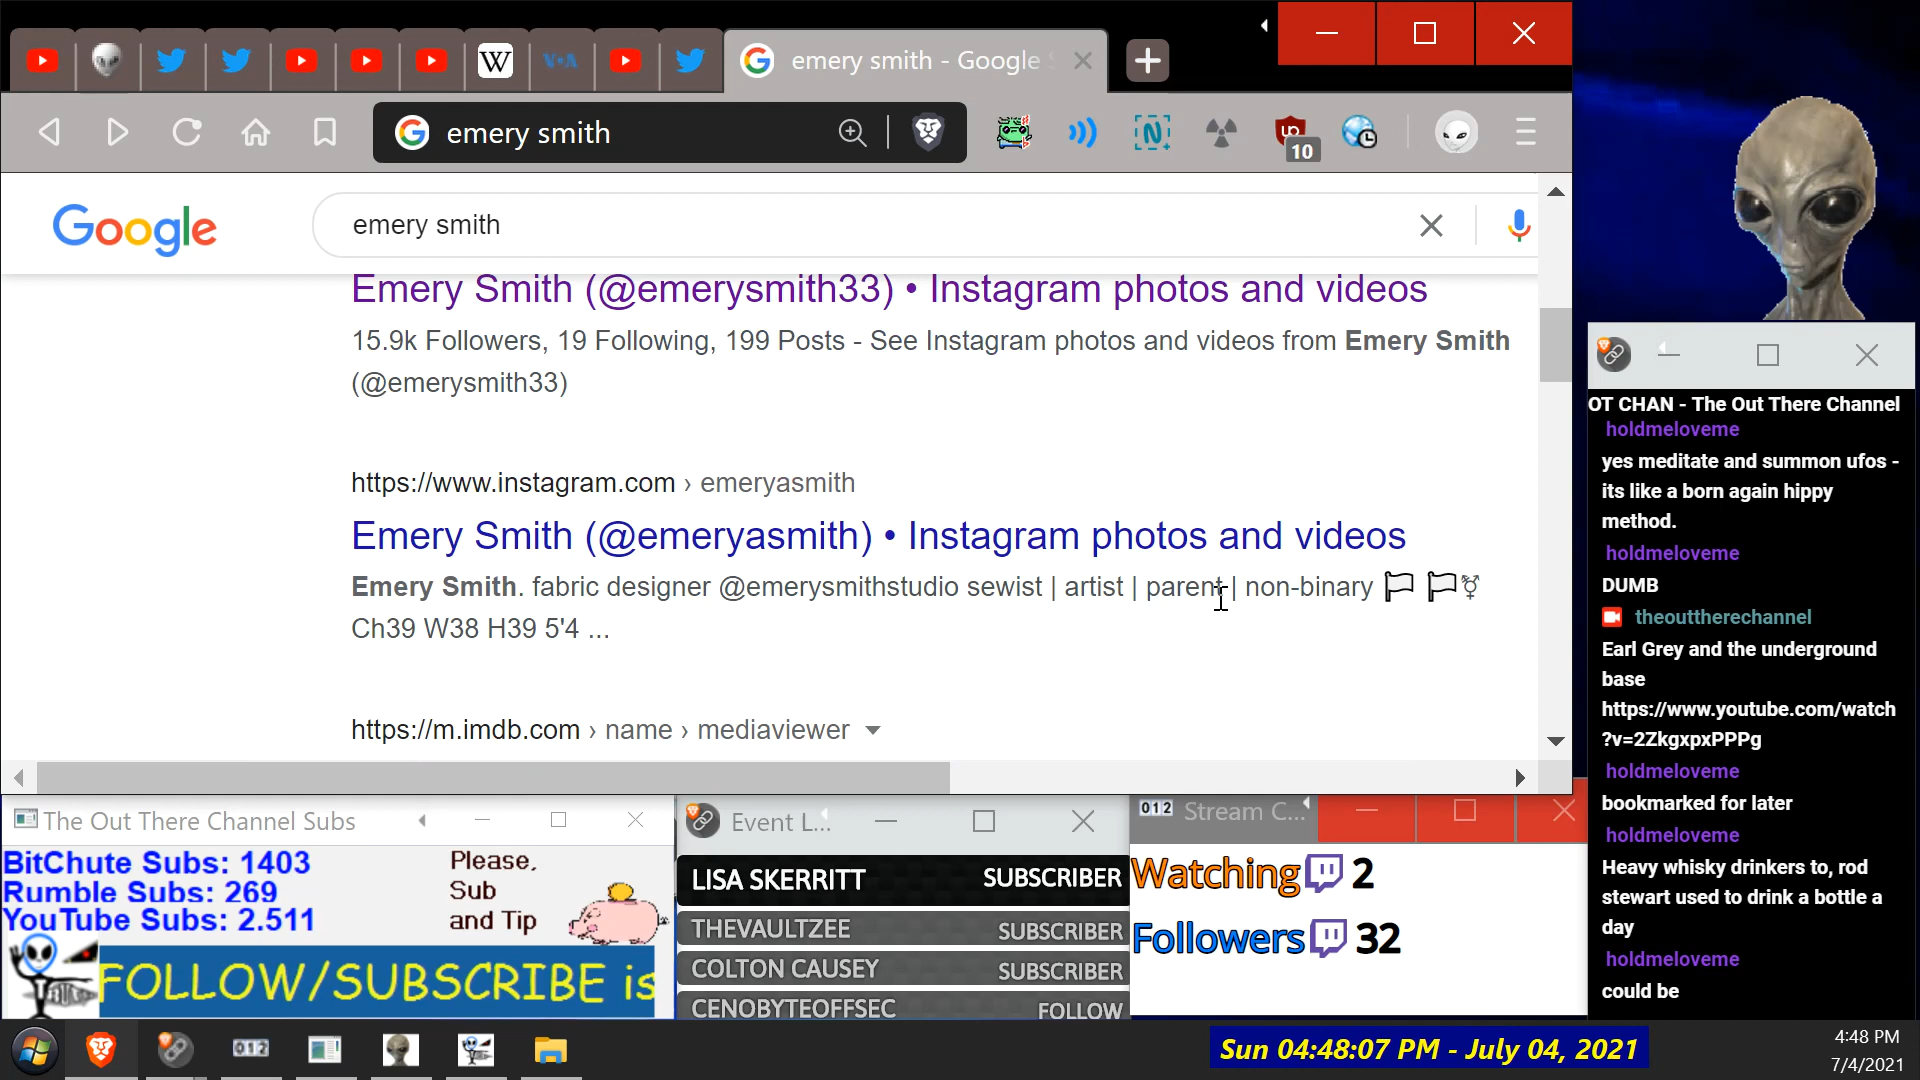 W
VOA
emery smith - Google S
emery smith
10
Google
emery smith
Emery Smith (@emerysmith33) • Instagram photos and videos
15.9k Followers, 19 Following, 199 Posts - See Instagram photos and videos from Emery Smith
(@emerysmith33)
https://www.instagram.com › emeryasmith
Emery Smith (@emeryasmith) • Instagram photos and videos
Emery Smith. fabric designer @emerysmithstudio sewist | artist | parent | non-binary
Ch39 W38 H39 5'4 ...
https://m.imdb.com › name › mediaviewer
OT CHAN - The Out There Channel
holdmeloveme
yes meditate and summon ufos -
its like a born again hippy
method.
holdmeloveme
DUMB
theouttherechannel
Earl Grey and the underground
base
https://www.youtube.com/watch
?v=2ZkgxpxPPPg
holdmeloveme
bookmarked for later
holdmeloveme
Heavy whisky drinkers to, rod
stewart used to drink a bottle a
day
holdmeloveme
could be
The Out There Channel Subs
BitChute Subs: 1403
Rumble Subs: 269
YouTube Subs: 2.511
Please,
Sub
and Tip
FOLLOW/SUBSCRIBE is
Event L...
LISA SKERRITT SUBSCRIBER
THEVAULTZEE SUBSCRIBER
COLTON CAUSEY SUBSCRIBER
CENOBYTEOFFSEC FOLLOW
012 Stream C...
Watching 2
Followers 32
012
Sun 04:48:07 PM - July 04, 2021
4:48 PM
7/4/2021